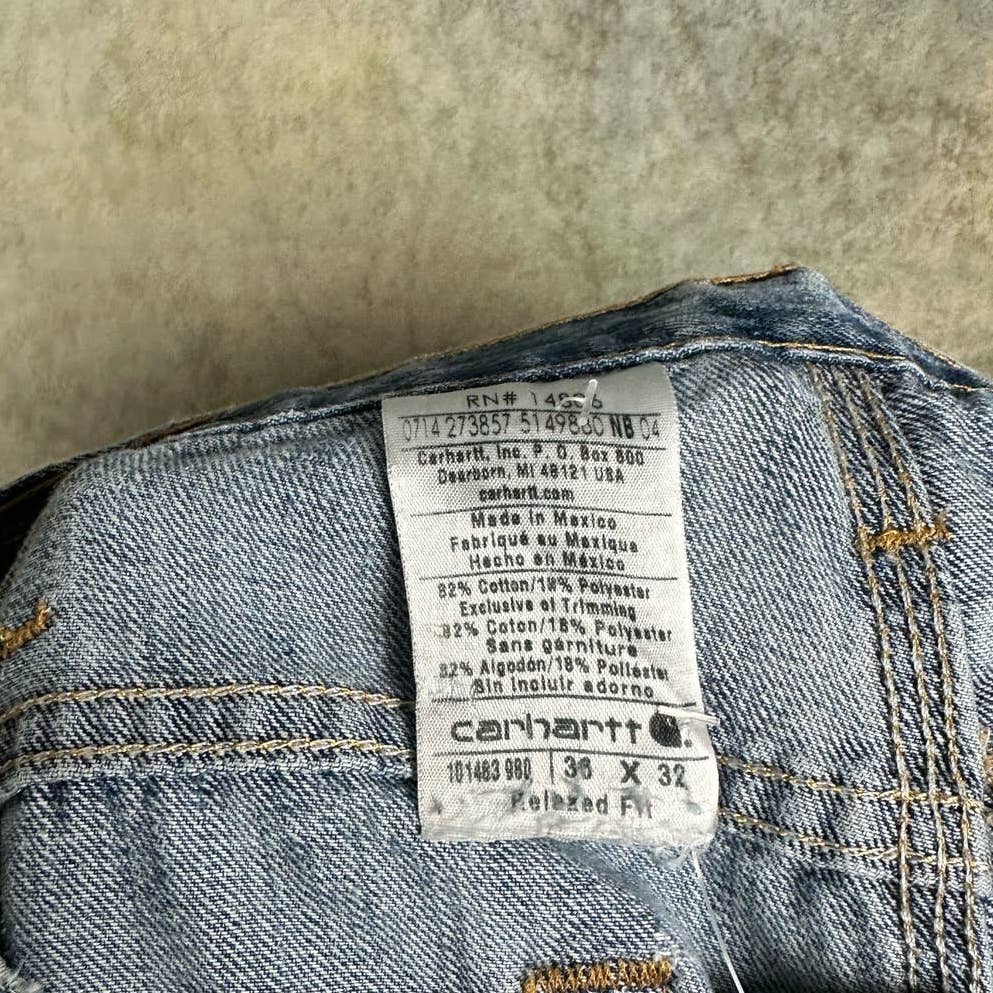 RN# 14806
0714 273857 5149880 NB 04
Carhartt, Inc. P. O. Box 600
Dearborn, MI 48121 USA
carhartt.com
Made in Mexico
Fabriqué au Mexique
Hecho en México
82% Cotton/18% Polyester
Exclusive of Trimming
82% Coton/18% Polyester
Sans garniture
82% Algodón/18% Poliéster
Sin incluir adorno
carhartt
101483 980 36 X 32
Relaxed Fit